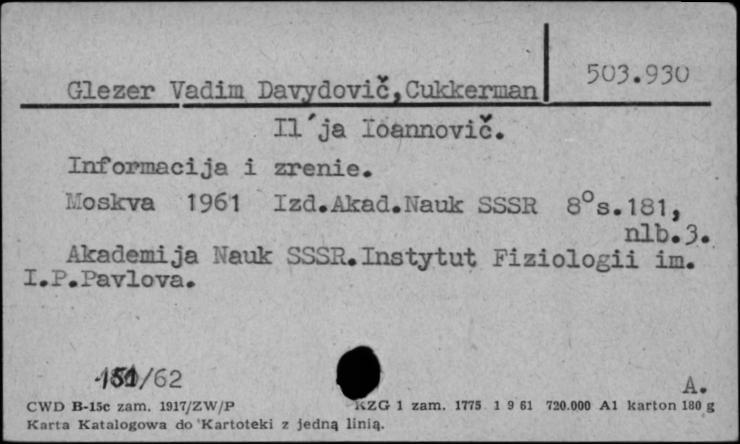 503.930
Glezer Vadim Davydovič,Cukkerman
Il´ja Ioannovič.
Informacija i zrenie.
Moskva 1961 Izd.Akad.Nauk SSSR 8°s.181,
nlb.3.
Akademija Nauk SSSR.Instytut Fiziologii im.
I.P.Pavlova.
/62
A.
CWD B-15c zam. 1917/ZW/P
KZG 1 zam. 1775 1 9 61 720.000 A1 karton 180 g
Karta Katalogowa do Kartoteki z jedną linią.